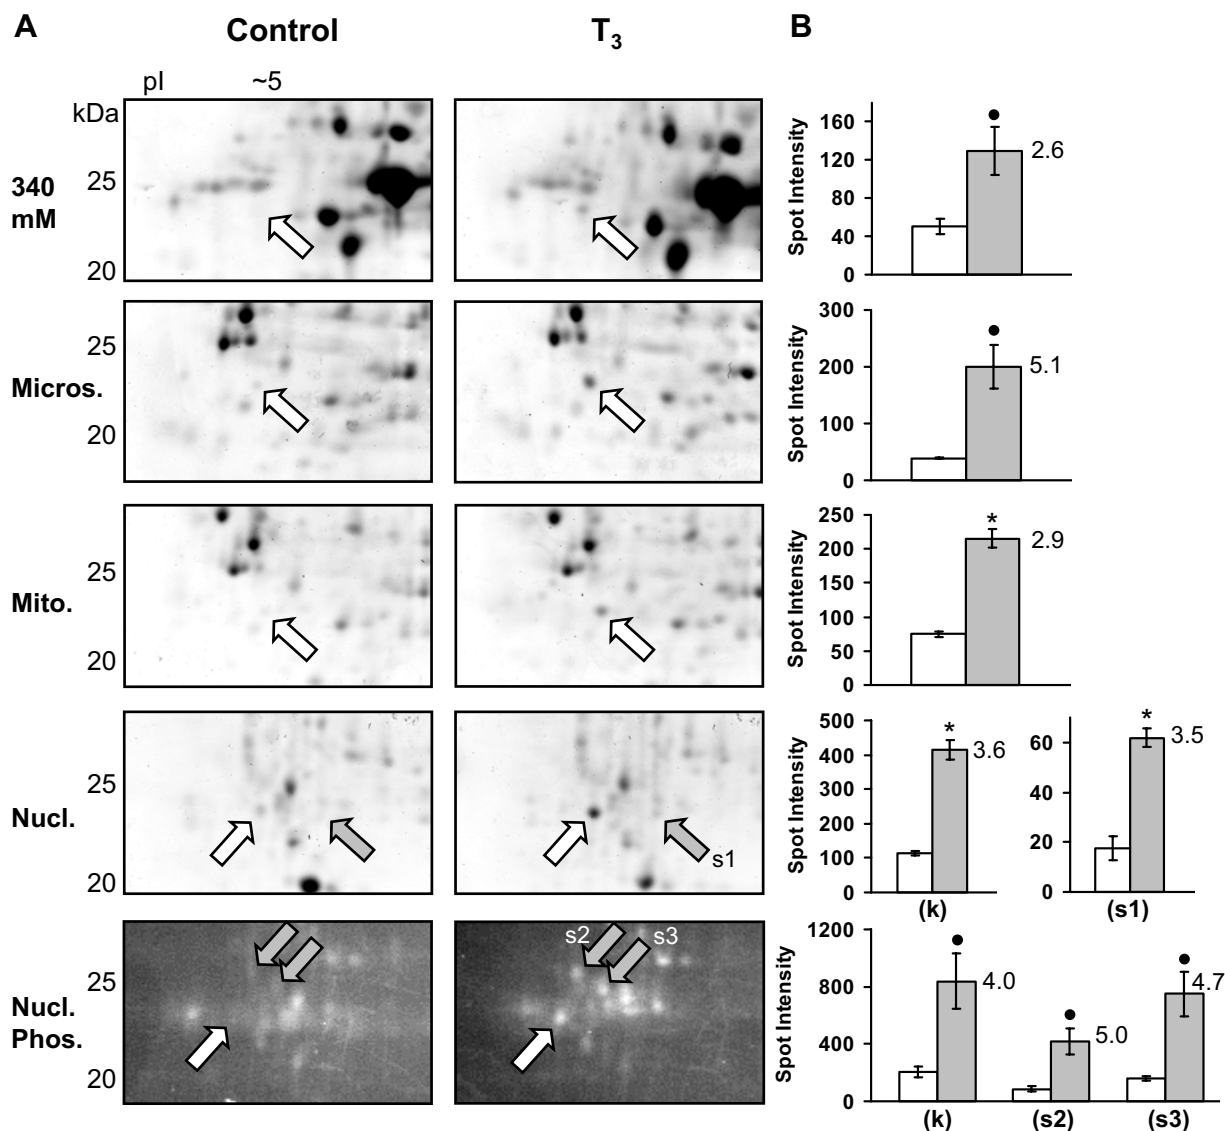 A Control T3 B
pI ~5
kDa
340 mM
25
20
Spot Intensity
160
120
80
40
0
2.6
Micros.
25
20
Spot Intensity
300
200
100
0
5.1
Mito.
25
20
Spot Intensity
250
200
150
100
50
0
*
2.9
Nucl.
25
20
s1
Spot Intensity
500
400
300
200
100
0
*
3.6
(k)
60
40
20
0
*
3.5
(s1)
Nucl. Phos.
25
20
s2 s3
Spot Intensity
1200
800
400
0
4.0
5.0
4.7
(k) (s2) (s3)